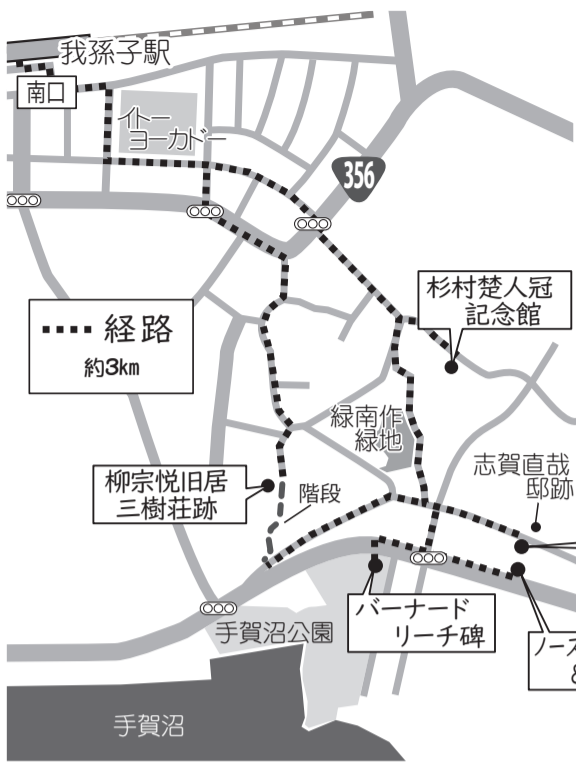 我孫子駅
南口
イトー
ヨーカドー
356
杉村楚人冠
記念館
経路
約3km
緑南作
緑地
志賀直哉
邸跡
柳宗悦旧居
三樹荘跡
階段
バーナード
リーチ碑
ノース
&
手賀沼公園
手賀沼